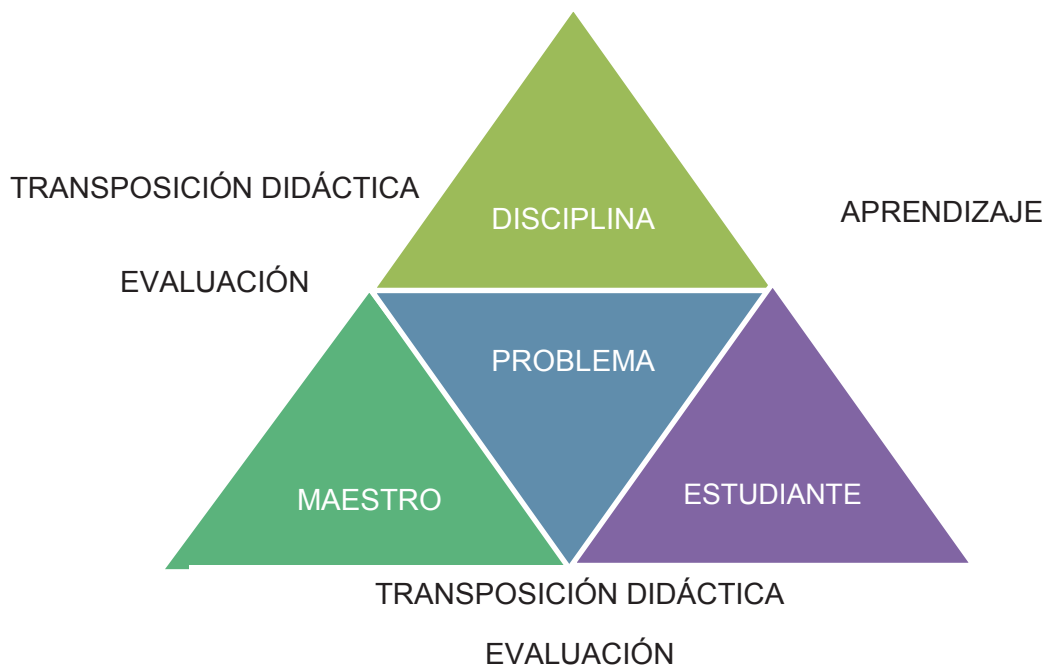 TRANSPOSICIÓN DIDÁCTICA
APRENDIZAJE
DISCIPLINA
EVALUACIÓN
PROBLEMA
MAESTRO
ESTUDIANTE
TRANSPOSICIÓN DIDÁCTICA
EVALUACIÓN